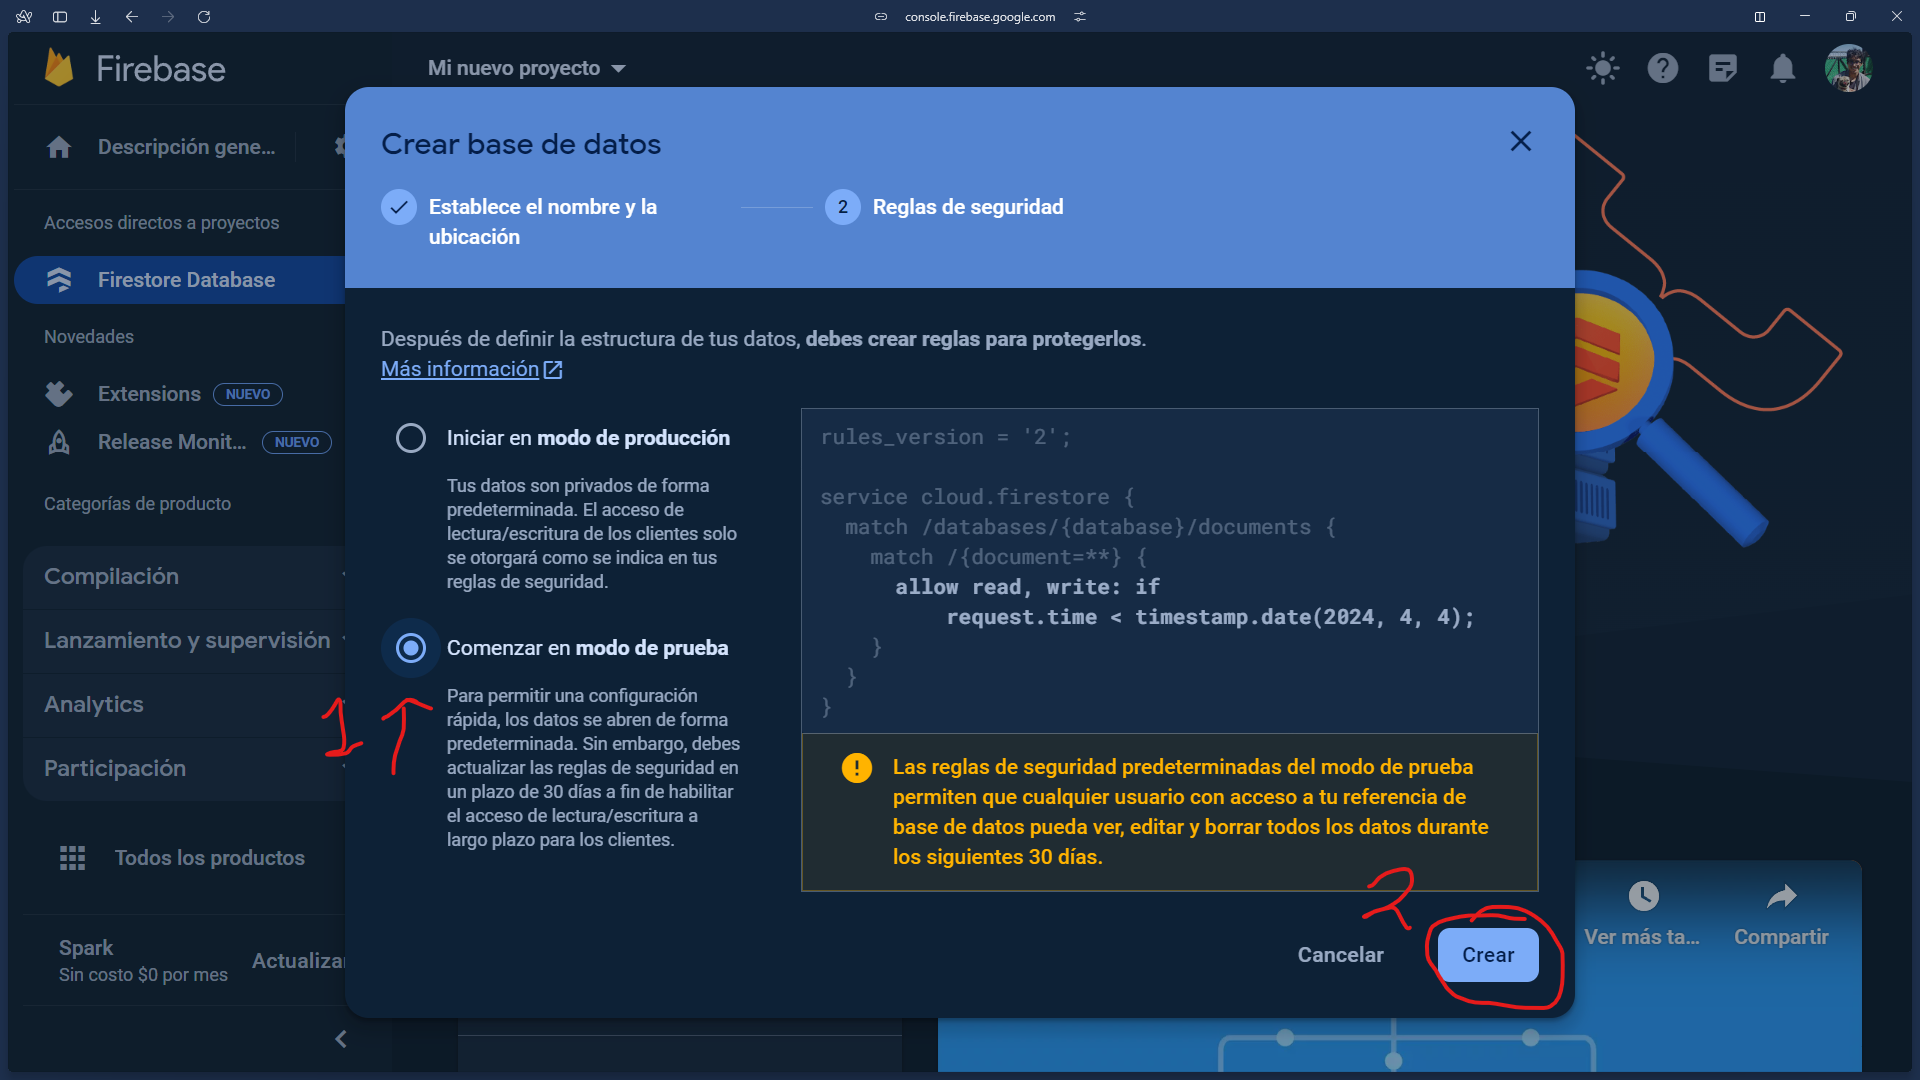 console.firebase.google.com
Firebase
Mi nuevo proyecto
Descripción gene...
Accesos directos a proyectos
Firestore Database
Novedades
Extensions NUEVO
Release Monit... NUEVO
Categorías de producto
Compilación
Lanzamiento y supervisión
Analytics
Participación
Todos los productos
Spark
Sin costo $0 por mes
Actualizar
Crear base de datos
Establece el nombre y la
ubicación
2 Reglas de seguridad
Después de definir la estructura de tus datos, debes crear reglas para protegerlos.
Más información
Iniciar en modo de producción
Tus datos son privados de forma
predeterminada. El acceso de
lectura/escritura de los clientes solo
se otorgará como se indica en tus
reglas de seguridad.
Comenzar en modo de prueba
Para permitir una configuración
rápida, los datos se abren de forma
predeterminada. Sin embargo, debes
actualizar las reglas de seguridad en
un plazo de 30 días a fin de habilitar
el acceso de lectura/escritura a
largo plazo para los clientes.
1
rules_version = '2';
service cloud.firestore {
match /databases/{database}/documents {
match /{document=**} {
allow read, write: if
request.time < timestamp.date(2024, 4, 4);
}
}
}
Las reglas de seguridad predeterminadas del modo de prueba
permiten que cualquier usuario con acceso a tu referencia de
base de datos pueda ver, editar y borrar todos los datos durante
los siguientes 30 días.
2
Cancelar
Crear
Ver más ta...
Compartir